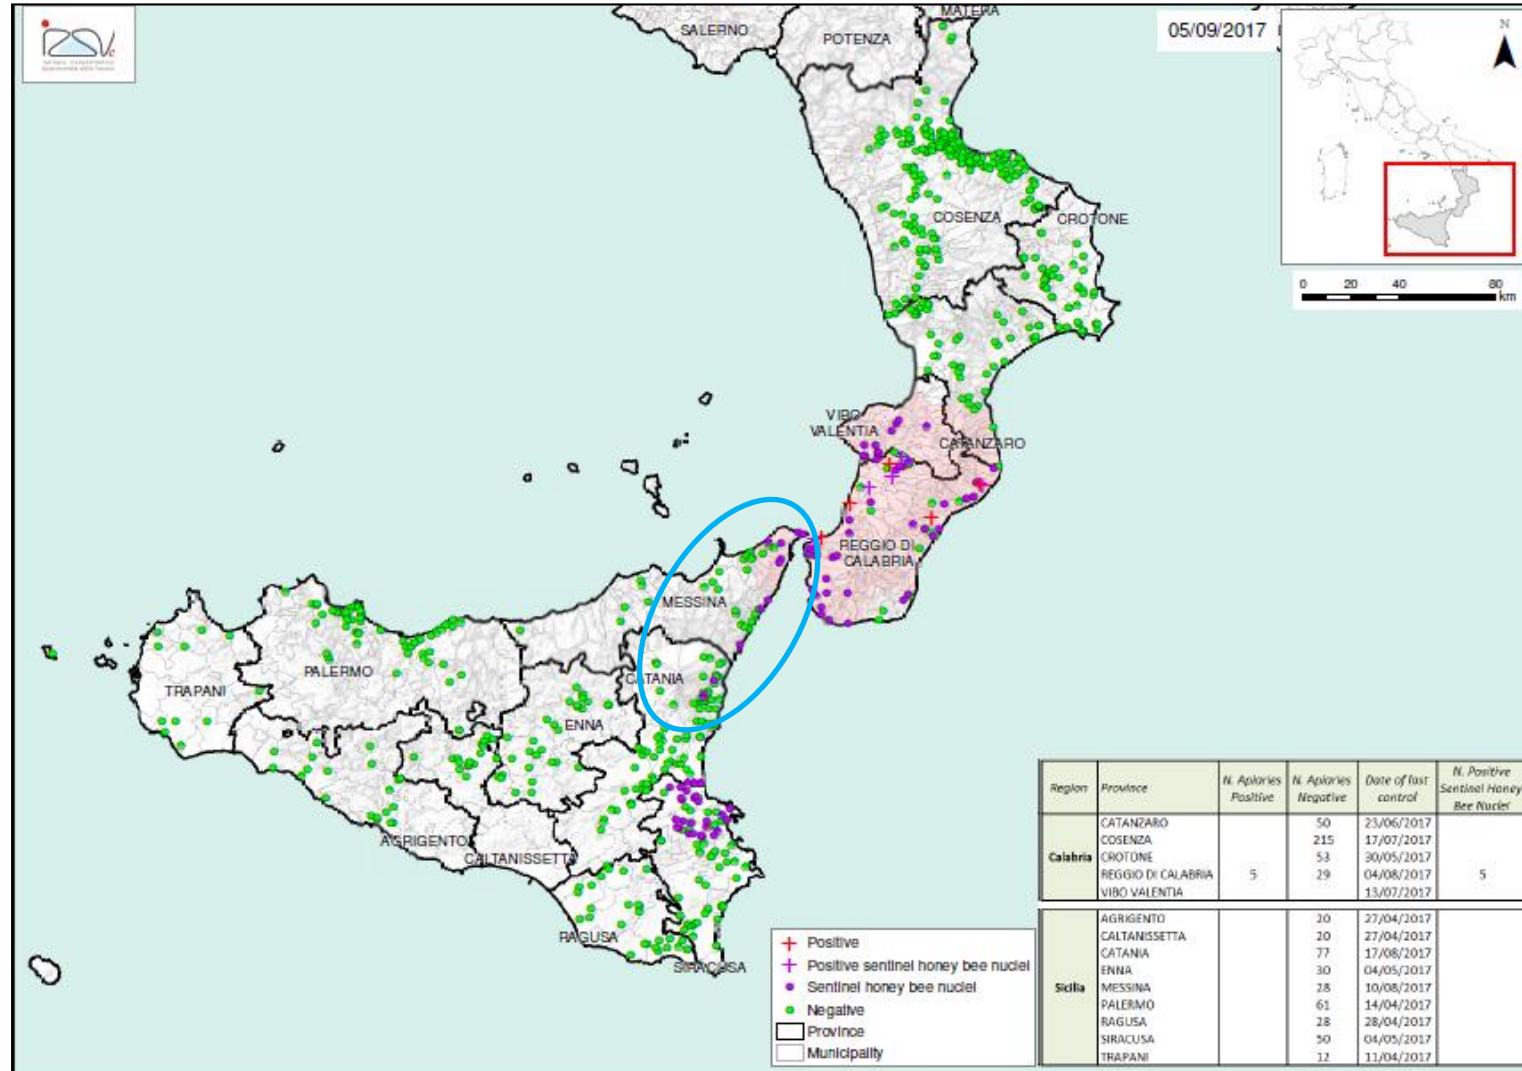 MATERA
SALERNO
POTENZA
05/09/2017
N
COSENZA
CROTONE
0 20 40 80
km
VIBO
VALENTIA
CATANZARO
REGGIO DI
CALABRIA
MESSINA
PALERMO
TRAPANI
CATANIA
ENNA
AGRIGENTO
CALTANISSETTA
RAGUSA
SIRACUSA
Positive
Positive sentinel honey bee nuclei
Sentinel honey bee nuclei
Negative
Province
Municipality
Region Province N. Apiaries Positive N. Apiaries Negative Date of last control N. Positive Sentinel Honey Bee Nuclei
Calabria
CATANZARO 50 23/06/2017
COSENZA 215 17/07/2017
CROTONE 53 30/05/2017
REGGIO DI CALABRIA 5 29 04/08/2017 5
VIBO VALENTIA 13/07/2017
Sicilia
AGRIGENTO 20 27/04/2017
CALTANISSETTA 20 27/04/2017
CATANIA 77 17/08/2017
ENNA 30 04/05/2017
MESSINA 28 10/08/2017
PALERMO 61 14/04/2017
RAGUSA 28 28/04/2017
SIRACUSA 50 04/05/2017
TRAPANI 12 11/04/2017